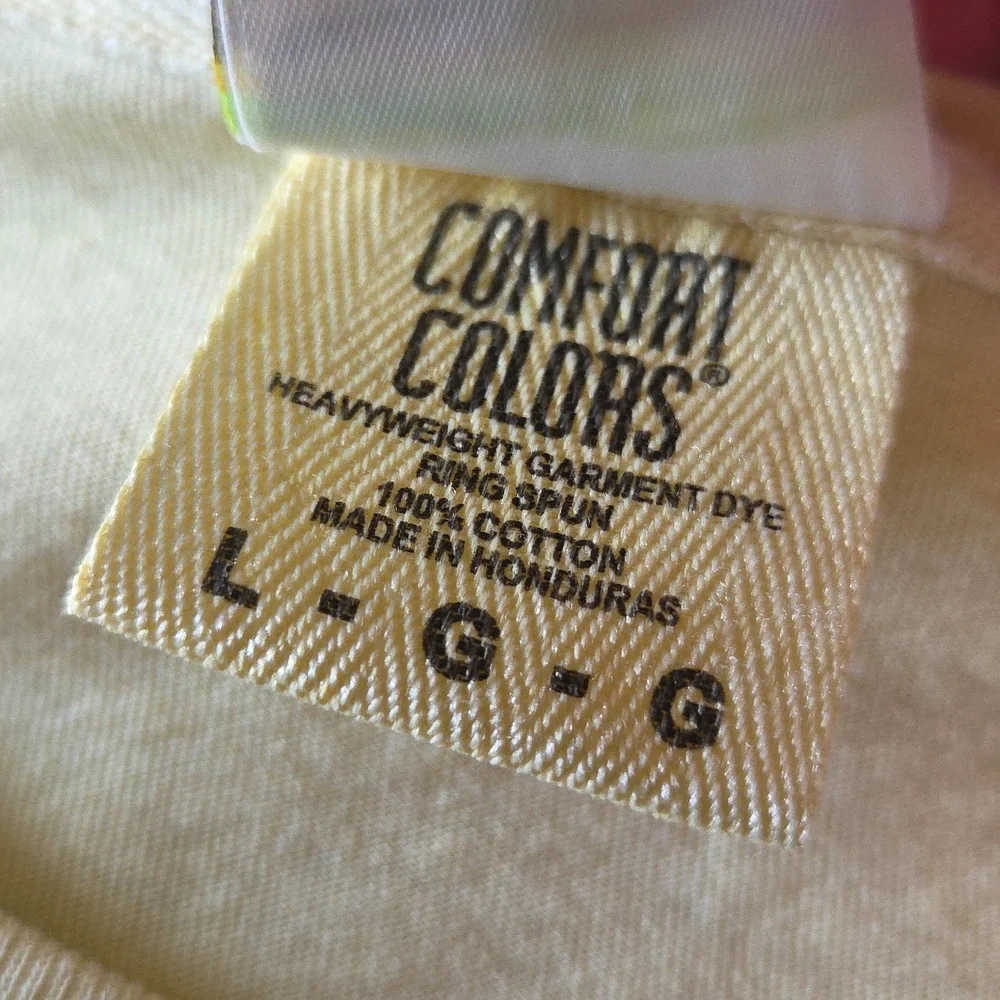 COMFORT
COLORS®
HEAVYWEIGHT GARMENT DYE
RING SPUN
100% COTTON
MADE IN HONDURAS
L - G - G